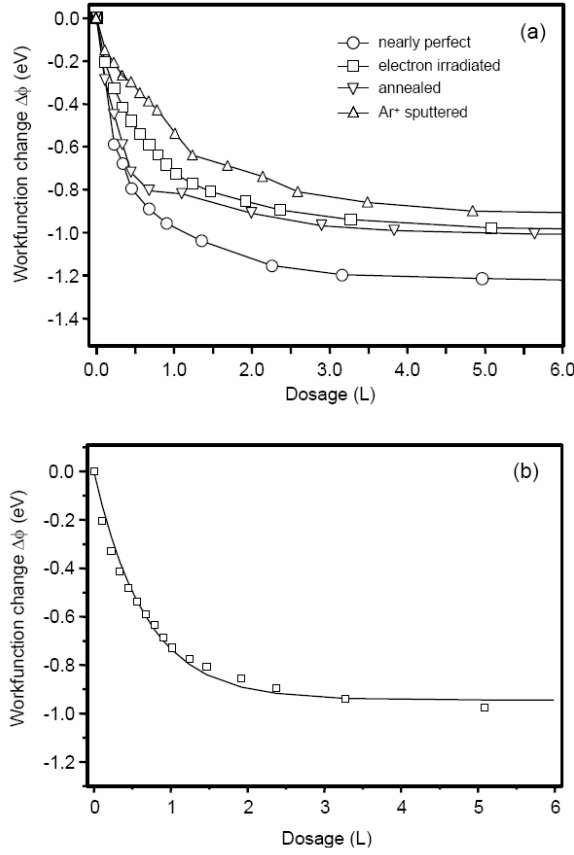 (a)
nearly perfect
electron irradiated
annealed
Ar⁺ sputtered
Workfunction change Δϕ (eV)
0.0
-0.2
-0.4
-0.6
-0.8
-1.0
-1.2
-1.4
0.0 1.0 2.0 3.0 4.0 5.0 6.0
Dosage (L)
(b)
Workfunction change Δϕ (eV)
0.0
-0.2
-0.4
-0.6
-0.8
-1.0
-1.2
0 1 2 3 4 5 6
Dosage (L)